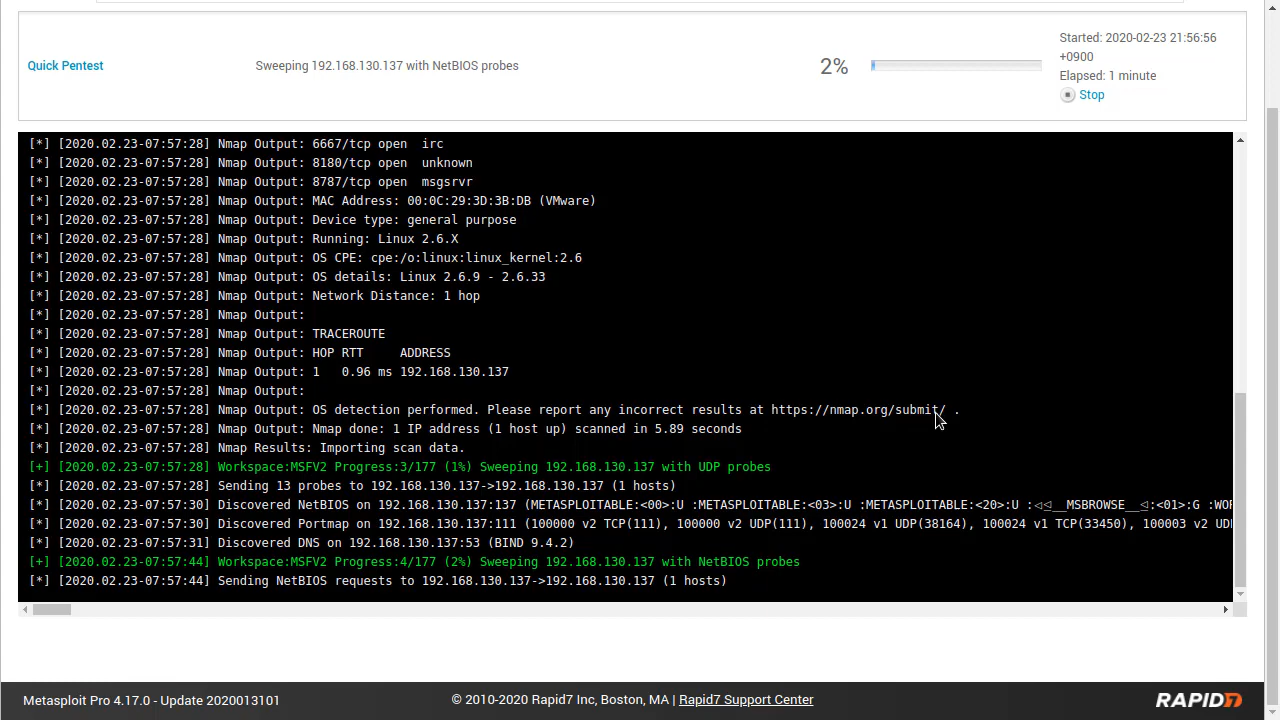 Quick Pentest
Sweeping 192.168.130.137 with NetBIOS probes
2%
Started: 2020-02-23 21:56:56
+0900
Elapsed: 1 minute
Stop
[*] [2020.02.23-07:57:28] Nmap Output: 6667/tcp open  irc
[*] [2020.02.23-07:57:28] Nmap Output: 8180/tcp open  unknown
[*] [2020.02.23-07:57:28] Nmap Output: 8787/tcp open  msgsrvr
[*] [2020.02.23-07:57:28] Nmap Output: MAC Address: 00:0C:29:3D:3B:DB (VMware)
[*] [2020.02.23-07:57:28] Nmap Output: Device type: general purpose
[*] [2020.02.23-07:57:28] Nmap Output: Running: Linux 2.6.X
[*] [2020.02.23-07:57:28] Nmap Output: OS CPE: cpe:/o:linux:linux_kernel:2.6
[*] [2020.02.23-07:57:28] Nmap Output: OS details: Linux 2.6.9 - 2.6.33
[*] [2020.02.23-07:57:28] Nmap Output: Network Distance: 1 hop
[*] [2020.02.23-07:57:28] Nmap Output:
[*] [2020.02.23-07:57:28] Nmap Output: TRACEROUTE
[*] [2020.02.23-07:57:28] Nmap Output: HOP RTT     ADDRESS
[*] [2020.02.23-07:57:28] Nmap Output: 1   0.96 ms 192.168.130.137
[*] [2020.02.23-07:57:28] Nmap Output:
[*] [2020.02.23-07:57:28] Nmap Output: OS detection performed. Please report any incorrect results at https://nmap.org/submit/ .
[*] [2020.02.23-07:57:28] Nmap Output: Nmap done: 1 IP address (1 host up) scanned in 5.89 seconds
[*] [2020.02.23-07:57:28] Nmap Results: Importing scan data.
[+] [2020.02.23-07:57:28] Workspace:MSFV2 Progress:3/177 (1%) Sweeping 192.168.130.137 with UDP probes
[*] [2020.02.23-07:57:28] Sending 13 probes to 192.168.130.137->192.168.130.137 (1 hosts)
[*] [2020.02.23-07:57:30] Discovered NetBIOS on 192.168.130.137:137 (METASPLOITABLE:<00>:U :METASPLOITABLE:<03>:U :METASPLOITABLE:<20>:U :◁◁__MSBROWSE__◁:<01>:G :WOR
[*] [2020.02.23-07:57:30] Discovered Portmap on 192.168.130.137:111 (100000 v2 TCP(111), 100000 v2 UDP(111), 100024 v1 UDP(38164), 100024 v1 TCP(33450), 100003 v2 UD
[*] [2020.02.23-07:57:31] Discovered DNS on 192.168.130.137:53 (BIND 9.4.2)
[+] [2020.02.23-07:57:44] Workspace:MSFV2 Progress:4/177 (2%) Sweeping 192.168.130.137 with NetBIOS probes
[*] [2020.02.23-07:57:44] Sending NetBIOS requests to 192.168.130.137->192.168.130.137 (1 hosts)
Metasploit Pro 4.17.0 - Update 2020013101
© 2010-2020 Rapid7 Inc, Boston, MA | Rapid7 Support Center
RAPID7